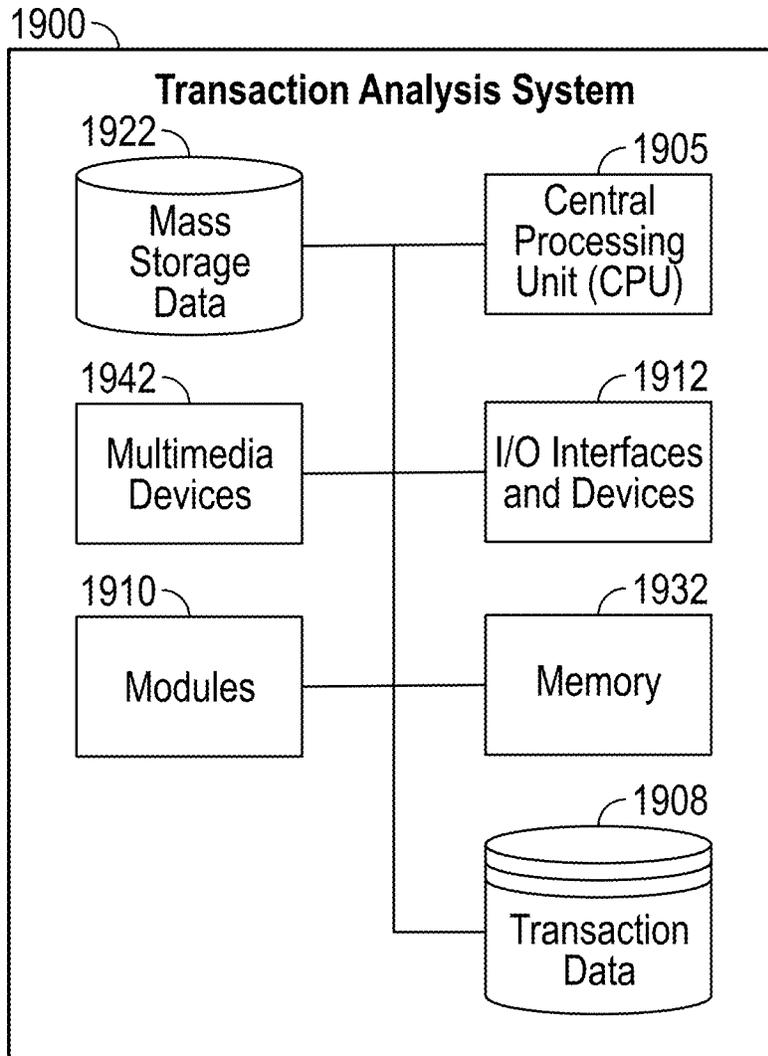 1900
Transaction Analysis System
1922
Mass
Storage
Data
1905
Central
Processing
Unit (CPU)
1942
Multimedia
Devices
1912
I/O Interfaces
and Devices
1910
Modules
1932
Memory
1908
Transaction
Data